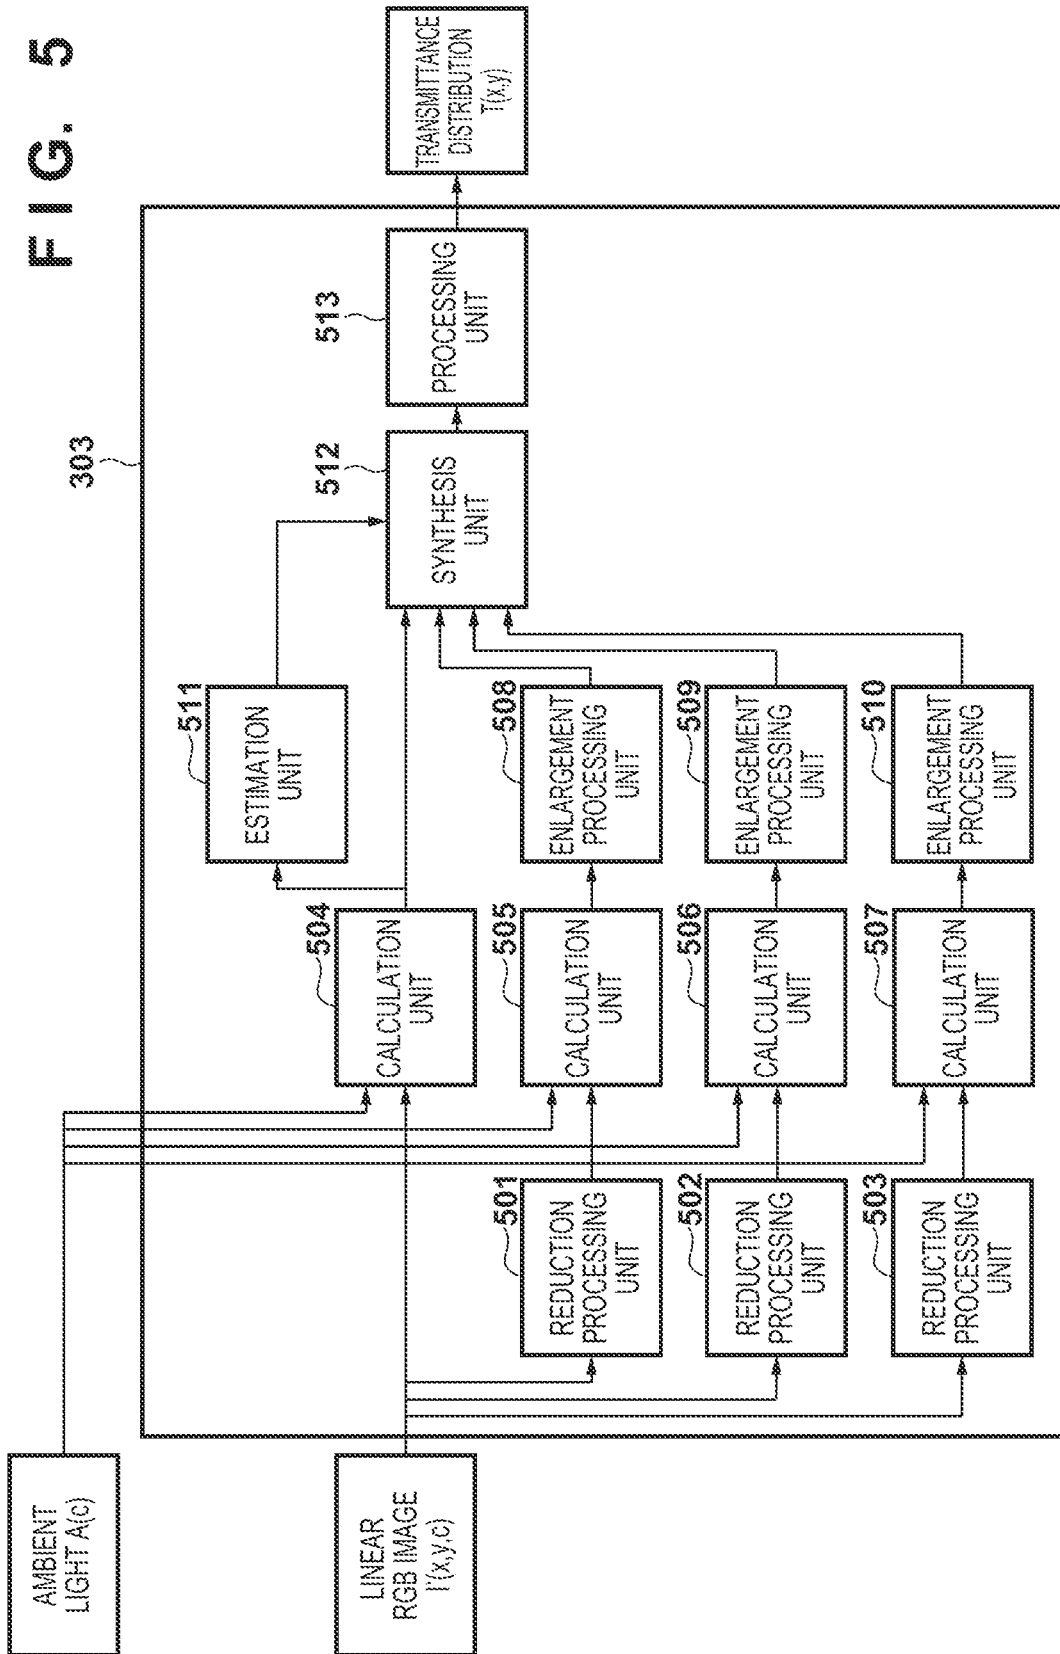 FIG. 5
303
AMBIENT
LIGHT A(c)
LINEAR
RGB IMAGE
I'(x,y,c)
501
REDUCTION
PROCESSING
UNIT
502
REDUCTION
PROCESSING
UNIT
503
REDUCTION
PROCESSING
UNIT
504
CALCULATION
UNIT
505
CALCULATION
UNIT
506
CALCULATION
UNIT
507
CALCULATION
UNIT
511
ESTIMATION
UNIT
508
ENLARGEMENT
PROCESSING
UNIT
509
ENLARGEMENT
PROCESSING
UNIT
510
ENLARGEMENT
PROCESSING
UNIT
512
SYNTHESIS
UNIT
513
PROCESSING
UNIT
TRANSMITTANCE
DISTRIBUTION
T(x,y)